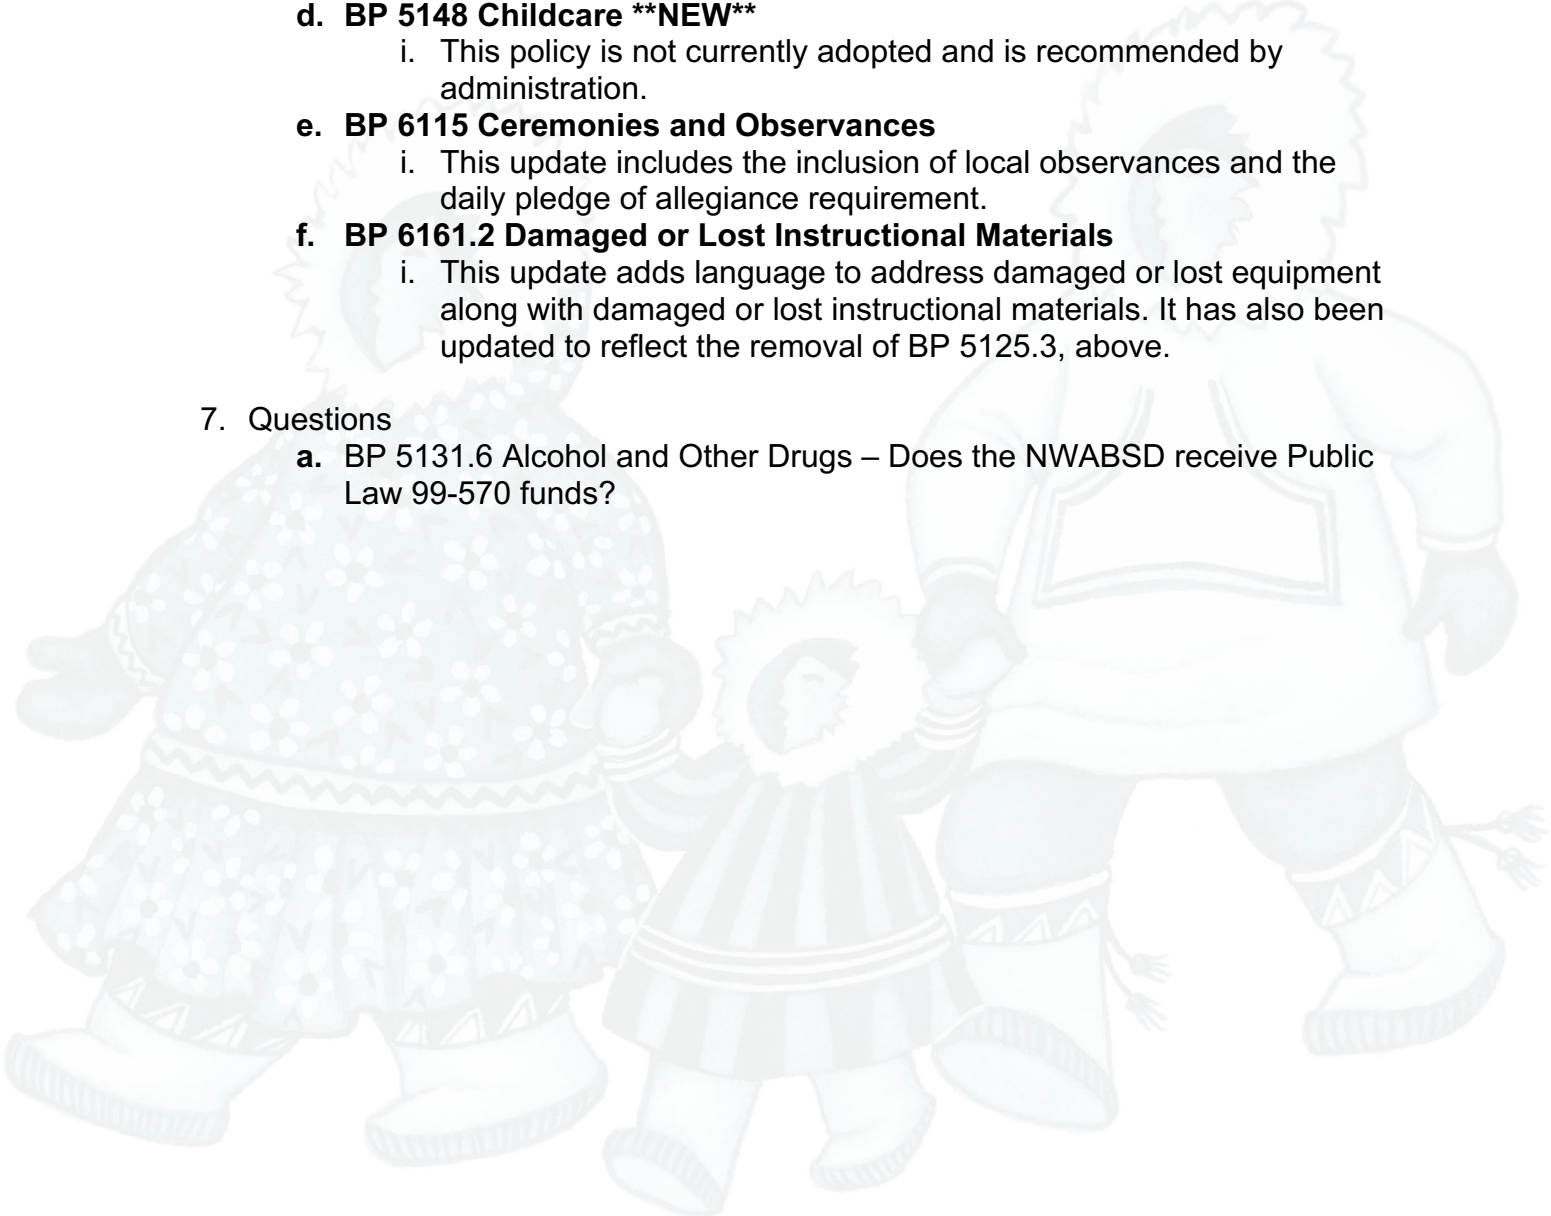 d. BP 5148 Childcare **NEW**
i. This policy is not currently adopted and is recommended by
administration.
e. BP 6115 Ceremonies and Observances
i. This update includes the inclusion of local observances and the
daily pledge of allegiance requirement.
f. BP 6161.2 Damaged or Lost Instructional Materials
i. This update adds language to address damaged or lost equipment
along with damaged or lost instructional materials. It has also been
updated to reflect the removal of BP 5125.3, above.
7. Questions
a. BP 5131.6 Alcohol and Other Drugs – Does the NWABSD receive Public
Law 99-570 funds?